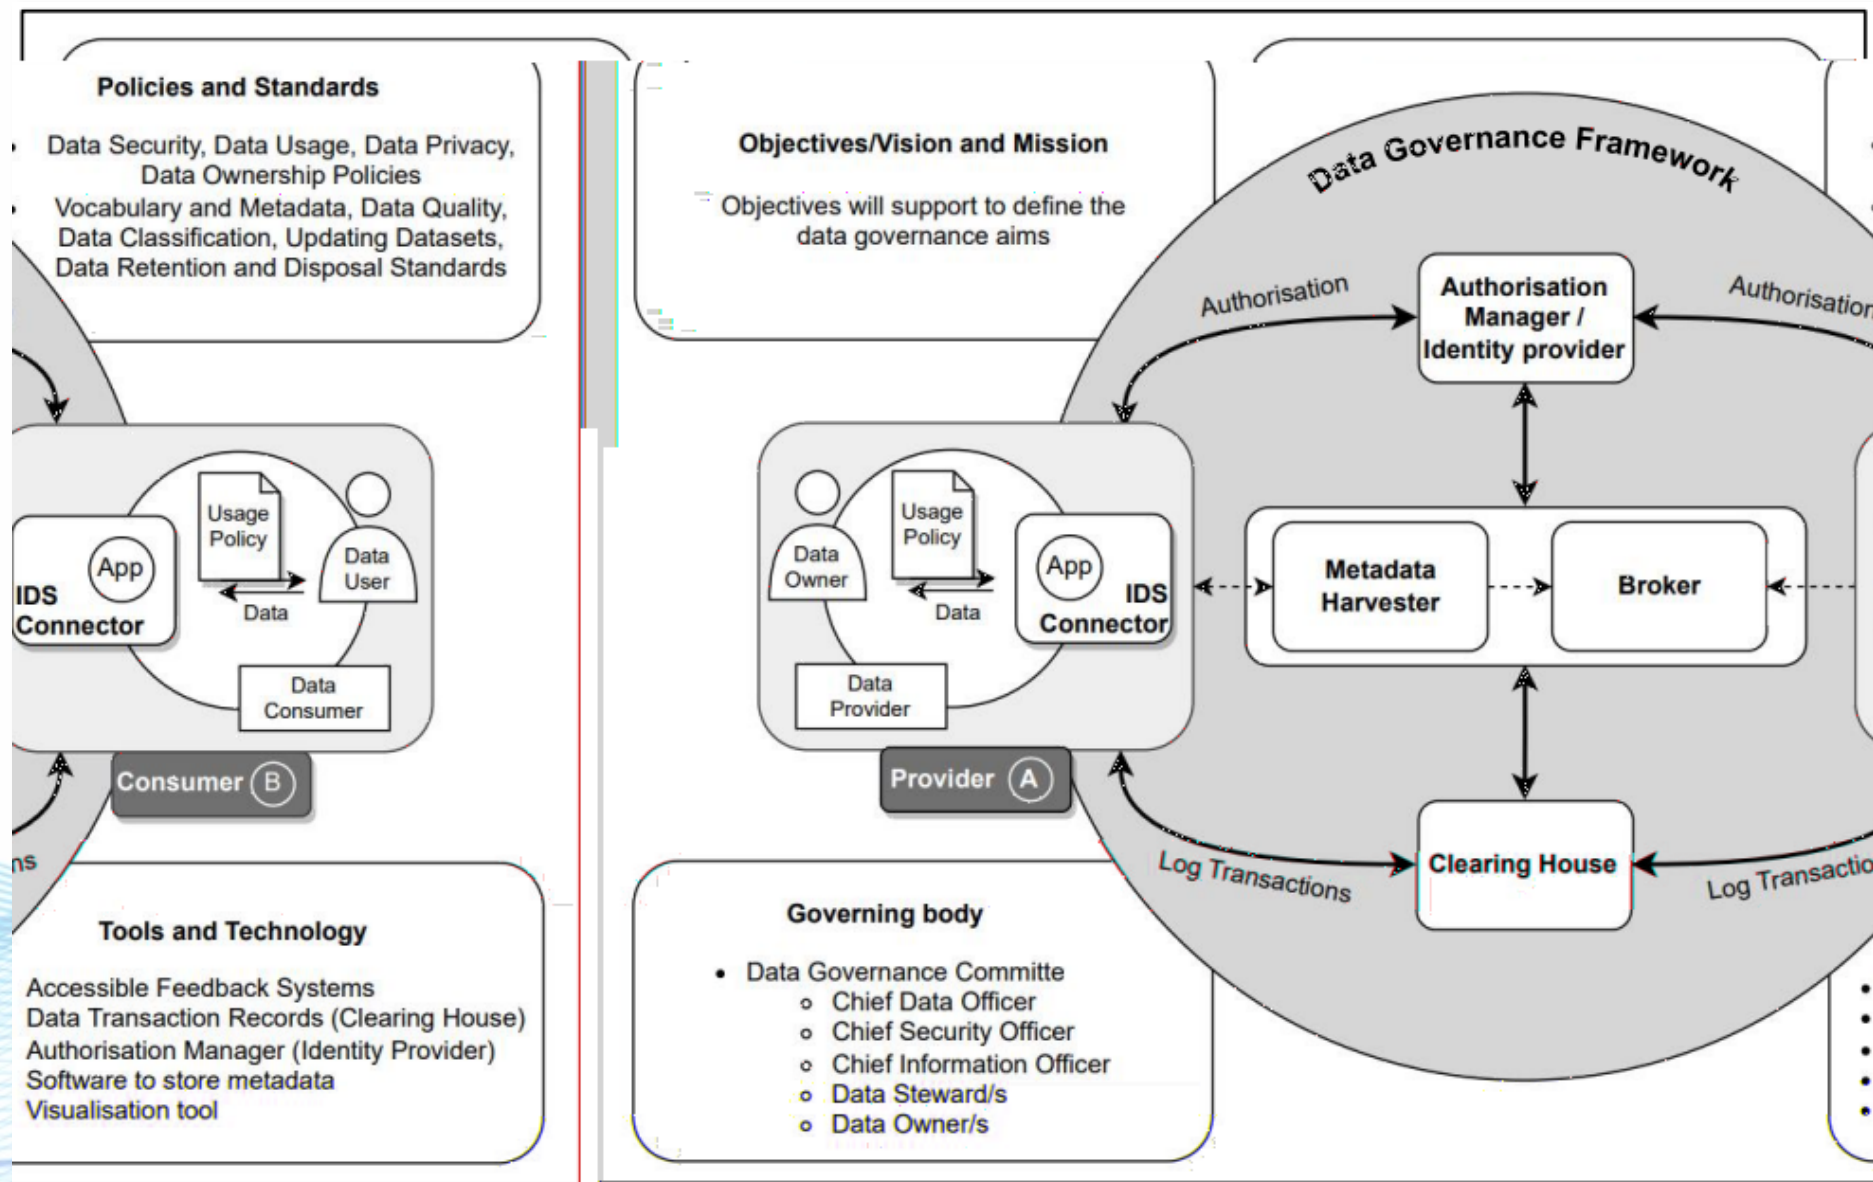 Policies and Standards
Data Security, Data Usage, Data Privacy,
Data Ownership Policies
Vocabulary and Metadata, Data Quality,
Data Classification, Updating Datasets,
Data Retention and Disposal Standards
Usage
Policy
Data
User
App
IDS
Connector
Data
Data
Consumer
Consumer B
Tools and Technology
Accessible Feedback Systems
Data Transaction Records (Clearing House)
Authorisation Manager (Identity Provider)
Software to store metadata
Visualisation tool
Objectives/Vision and Mission
Objectives will support to define the
data governance aims
Data
Owner
Usage
Policy
App
IDS
Connector
Data
Data
Provider
Provider A
Governing body
• Data Governance Committe
Chief Data Officer
Chief Security Officer
Chief Information Officer
Data Steward/s
Data Owner/s
Data Governance Framework
Authorisation
Authorisation
Manager /
Identity provider
Authorisation
Metadata
Harvester
Broker
Clearing House
Log Transactions
Log